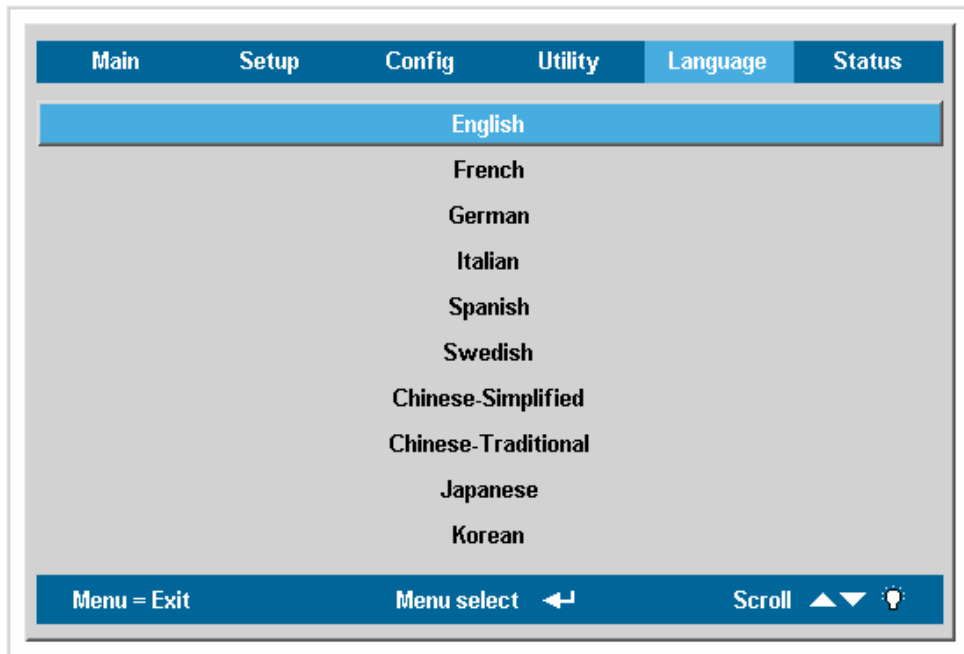 Main Setup Config Utility Language Status
English
French
German
Italian
Spanish
Swedish
Chinese-Simplified
Chinese-Traditional
Japanese
Korean
Menu = Exit Menu select Scroll